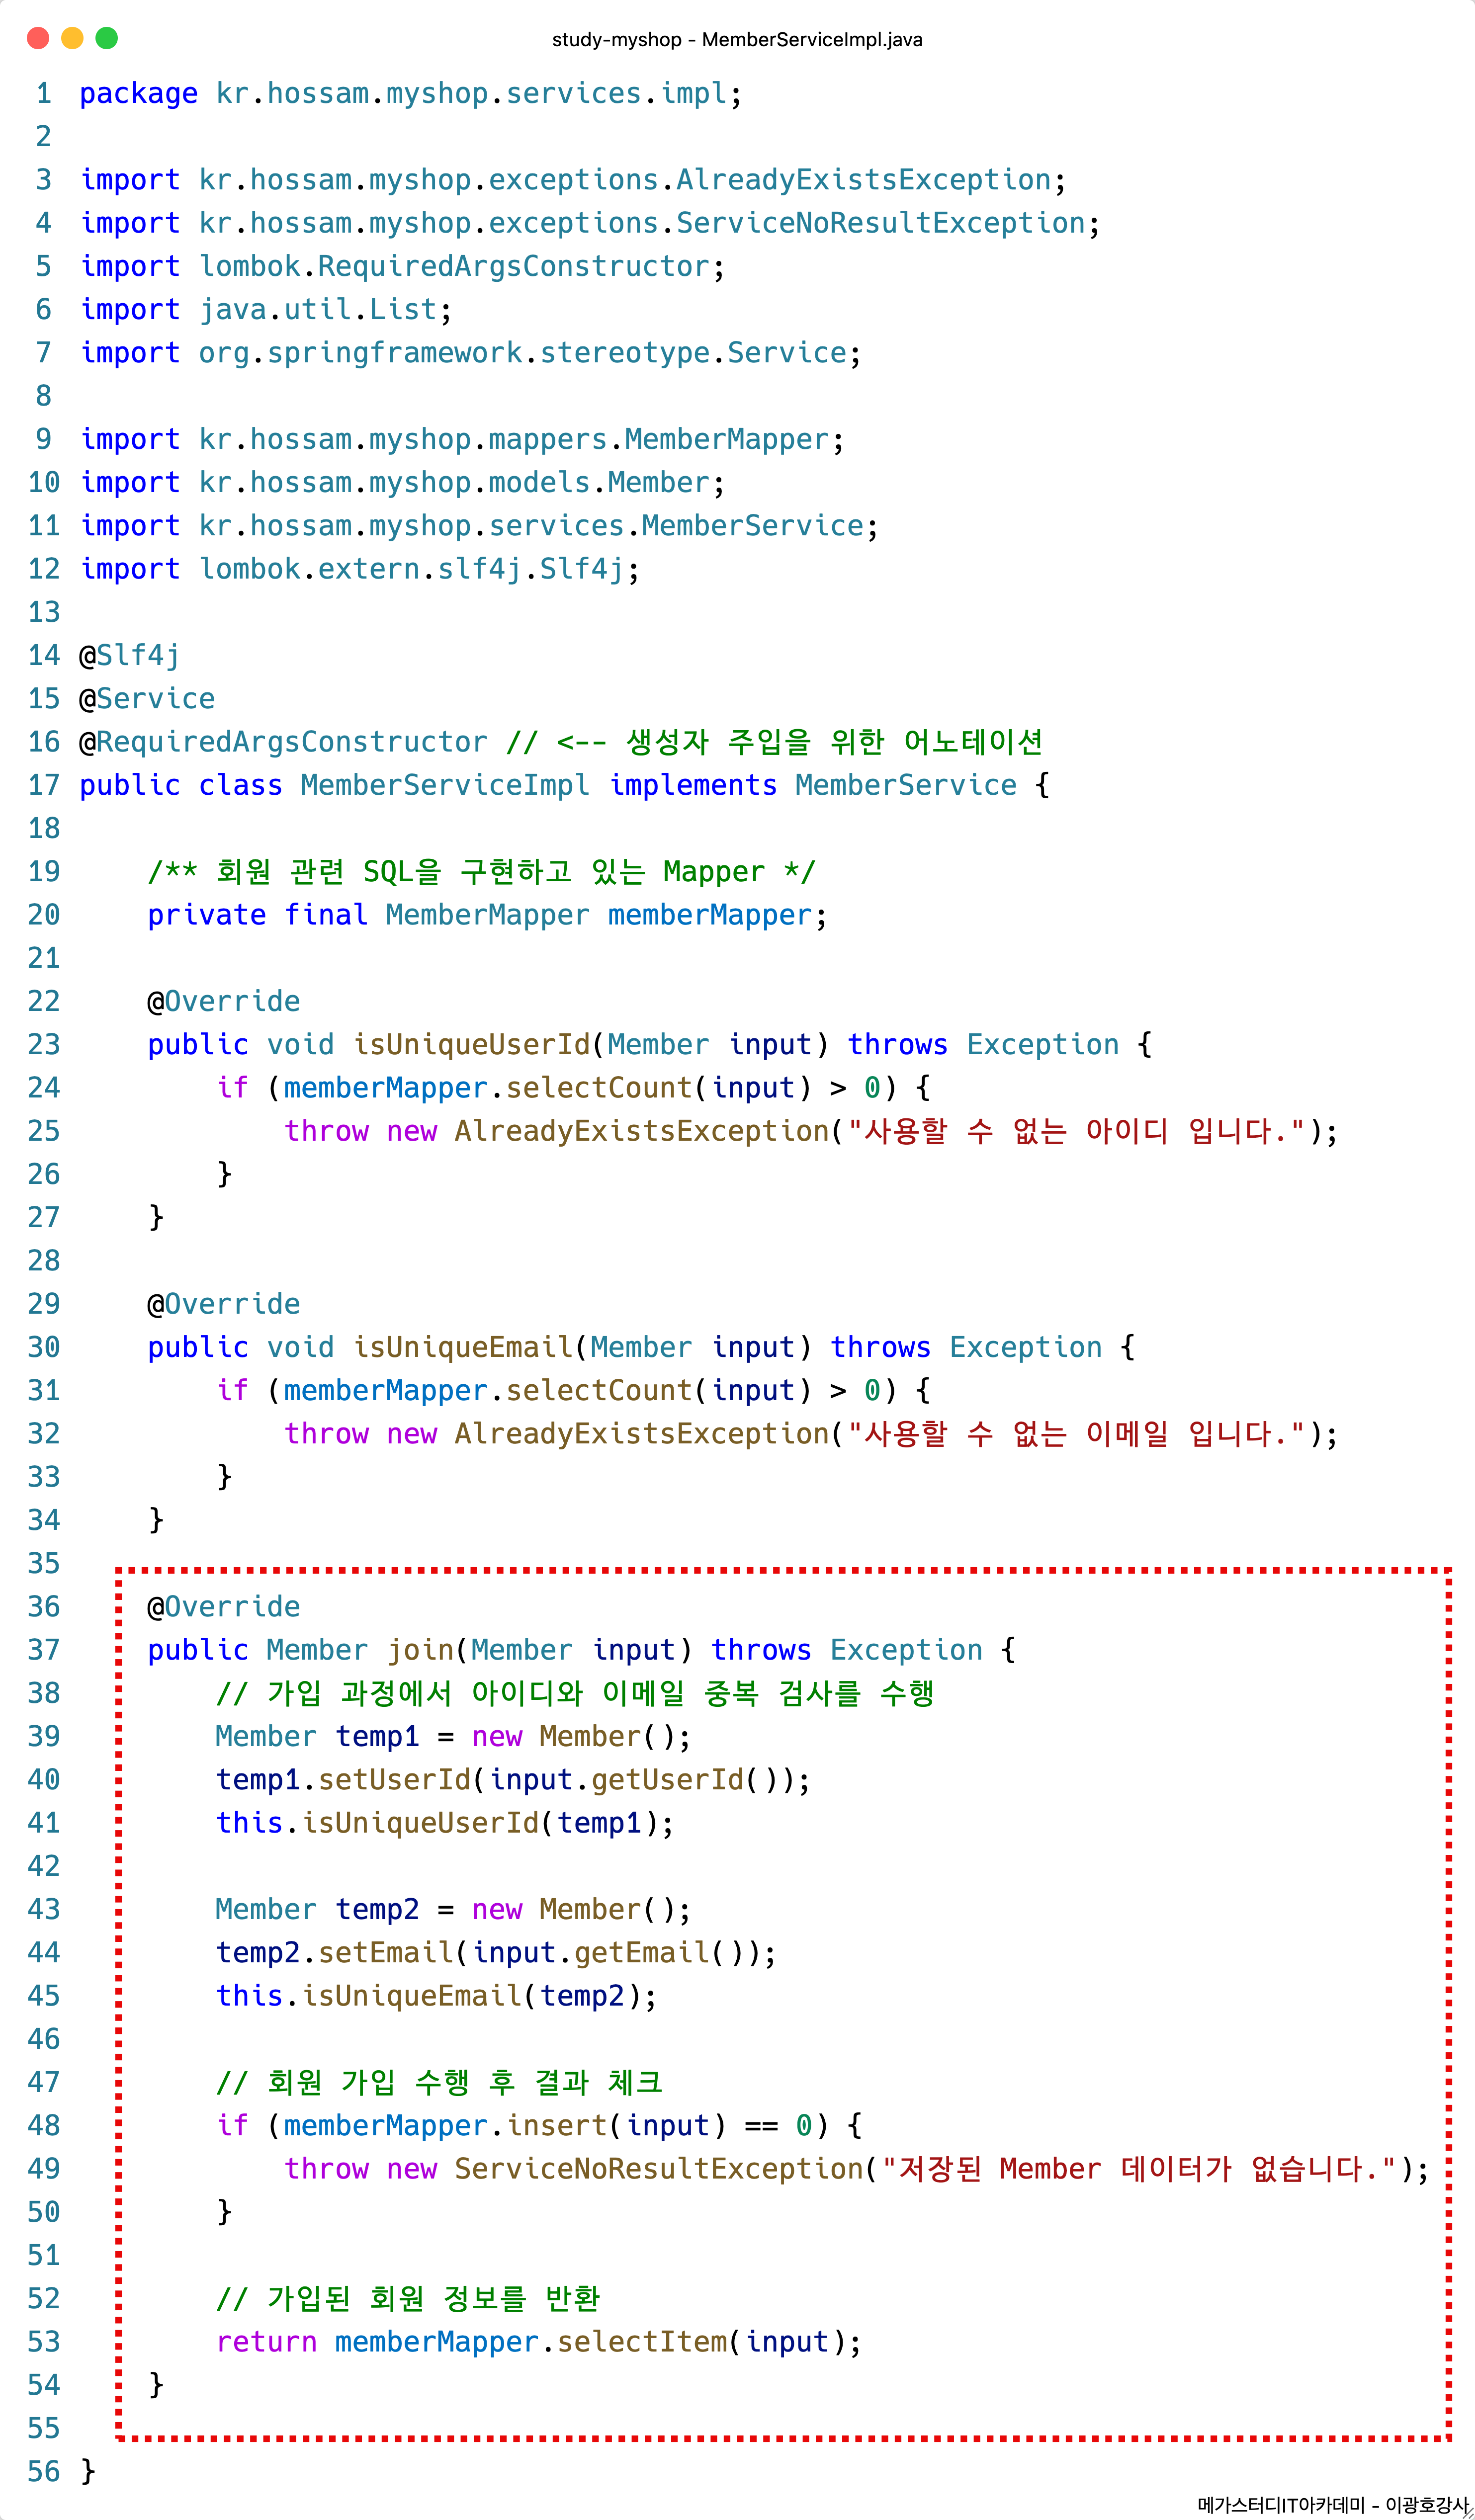 study-myshop - MemberServiceImpl.java
1 package kr.hossam.myshop.services.impl;
2
3 import kr.hossam.myshop.exceptions.AlreadyExistsException;
4 import kr.hossam.myshop.exceptions.ServiceNoResultException;
5 import lombok.RequiredArgsConstructor;
6 import java.util.List;
7 import org.springframework.stereotype.Service;
8
9 import kr.hossam.myshop.mappers.MemberMapper;
10 import kr.hossam.myshop.models.Member;
11 import kr.hossam.myshop.services.MemberService;
12 import lombok.extern.slf4j.Slf4j;
13
14 @Slf4j
15 @Service
16 @RequiredArgsConstructor // <-- 생성자 주입을 위한 어노테이션
17 public class MemberServiceImpl implements MemberService {
18
19     /** 회원 관련 SQL을 구현하고 있는 Mapper */
20     private final MemberMapper memberMapper;
21
22     @Override
23     public void isUniqueUserId(Member input) throws Exception {
24         if (memberMapper.selectCount(input) > 0) {
25             throw new AlreadyExistsException("사용할 수 없는 아이디 입니다.");
26         }
27     }
28
29     @Override
30     public void isUniqueEmail(Member input) throws Exception {
31         if (memberMapper.selectCount(input) > 0) {
32             throw new AlreadyExistsException("사용할 수 없는 이메일 입니다.");
33         }
34     }
35
36     @Override
37     public Member join(Member input) throws Exception {
38         // 가입 과정에서 아이디와 이메일 중복 검사를 수행
39         Member temp1 = new Member();
40         temp1.setUserId(input.getUserId());
41         this.isUniqueUserId(temp1);
42
43         Member temp2 = new Member();
44         temp2.setEmail(input.getEmail());
45         this.isUniqueEmail(temp2);
46
47         // 회원 가입 수행 후 결과 체크
48         if (memberMapper.insert(input) == 0) {
49             throw new ServiceNoResultException("저장된 Member 데이터가 없습니다.");
50         }
51
52         // 가입된 회원 정보를 반환
53         return memberMapper.selectItem(input);
54     }
55
56 }
메가스터디IT아카데미 - 이광호강사